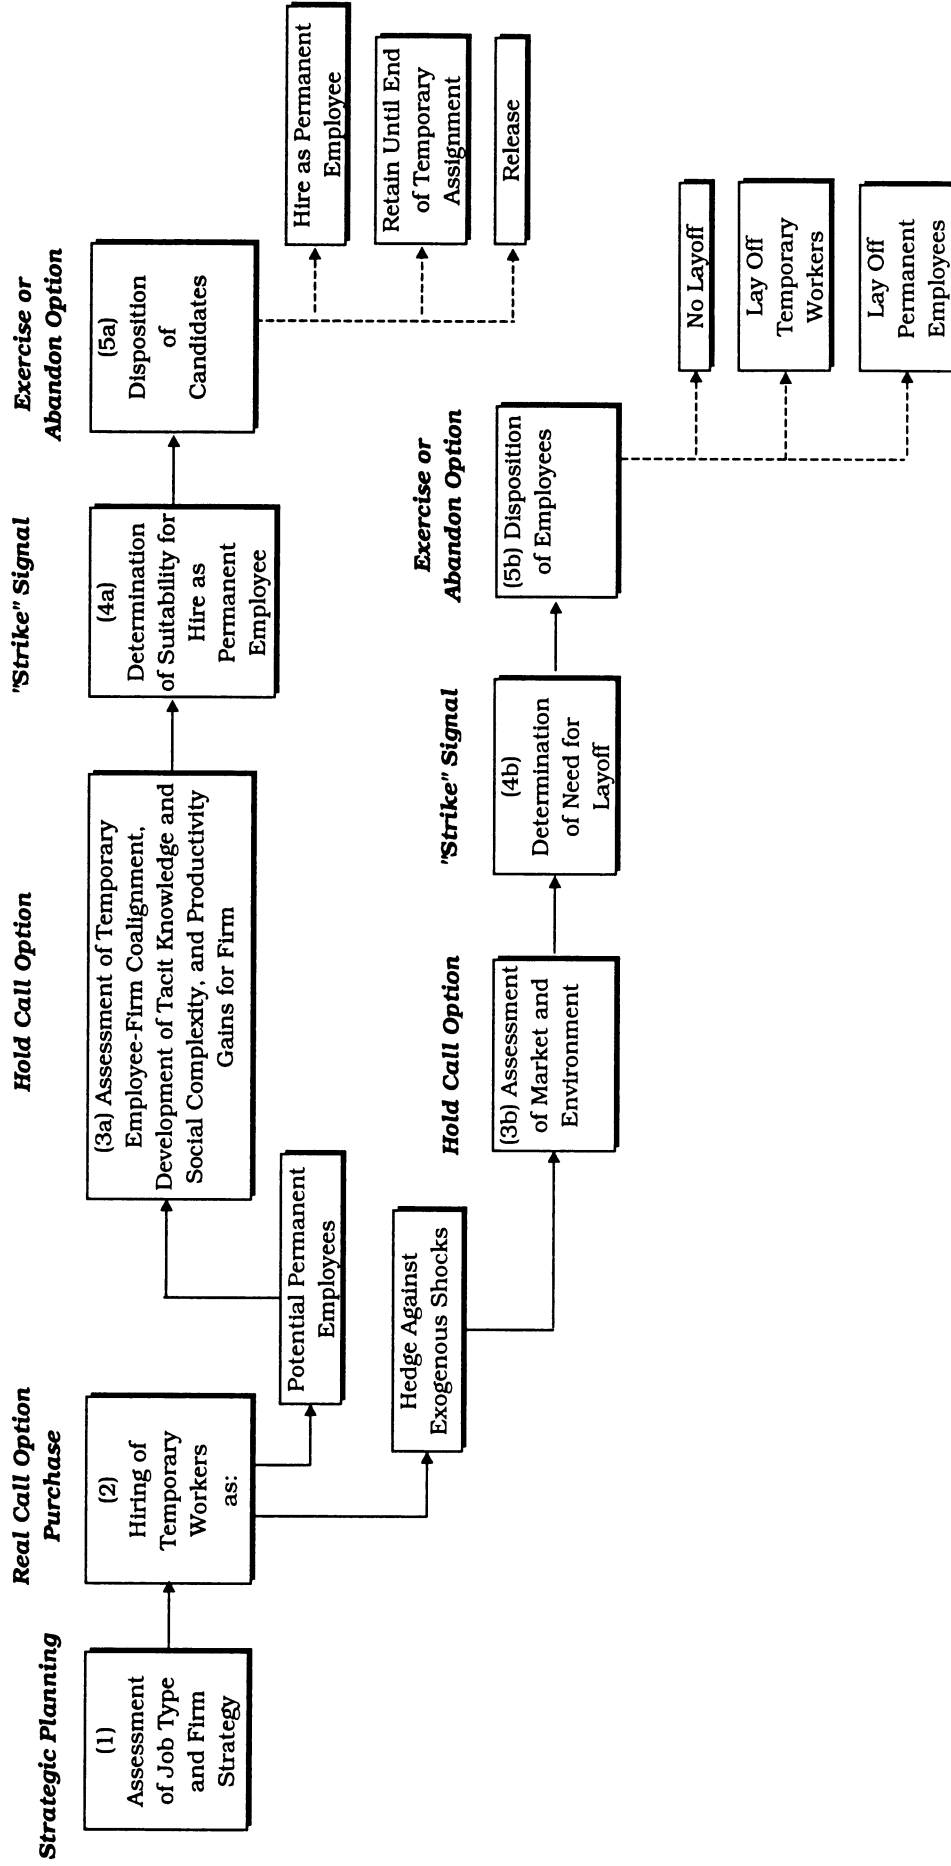 Strategic Planning
(1)
Assessment
of Job Type
and Firm
Strategy
Real Call Option
Purchase
(2)
Hiring of
Temporary
Workers
as:
Potential Permanent
Employees
Hedge Against
Exogenous Shocks
Hold Call Option
(3a) Assessment of Temporary
Employee-Firm Coalignment,
Development of Tacit Knowledge and
Social Complexity, and Productivity
Gains for Firm
"Strike" Signal
(4a)
Determination
of Suitability for
Hire as
Permanent
Employee
Exercise or
Abandon Option
(5a)
Disposition
of
Candidates
Hire as Permanent
Employee
Retain Until End
of Temporary
Assignment
Release
Hold Call Option
(3b) Assessment
of Market and
Environment
"Strike" Signal
(4b)
Determination
of Need for
Layoff
Exercise or
Abandon Option
(5b) Disposition
of Employees
No Layoff
Lay Off
Temporary
Workers
Lay Off
Permanent
Employees